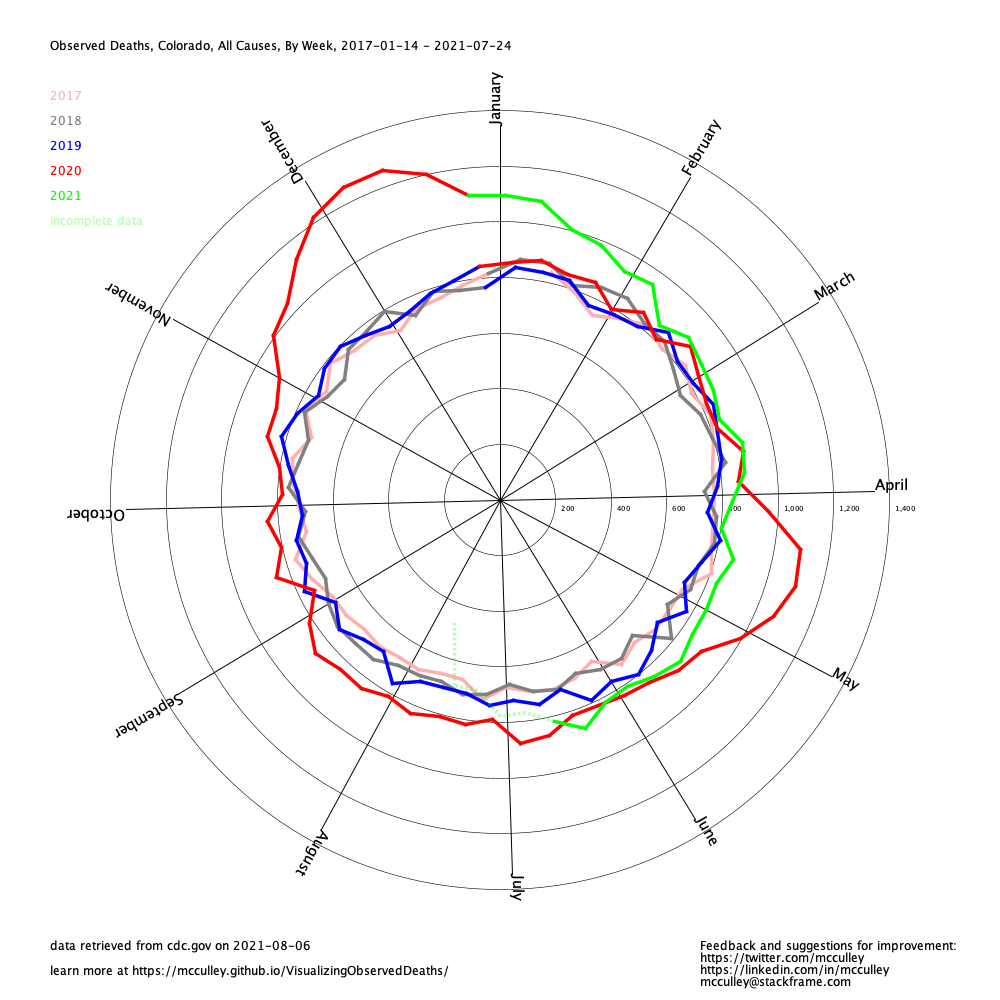 Observed Deaths, Colorado, All Causes, By Week, 2017-01-14 - 2021-07-24
2017
2018
2019
2020
2021
incomplete data
January
February
March
April
May
June
July
August
September
October
November
December
200
400
600
800
1,000
1,200
1,400
data retrieved from cdc.gov on 2021-08-06
learn more at https://mcculley.github.io/VisualizingObservedDeaths/
Feedback and suggestions for improvement:
https://twitter.com/mcculley
https://linkedin.com/in/mcculley
mcculley@stackframe.com